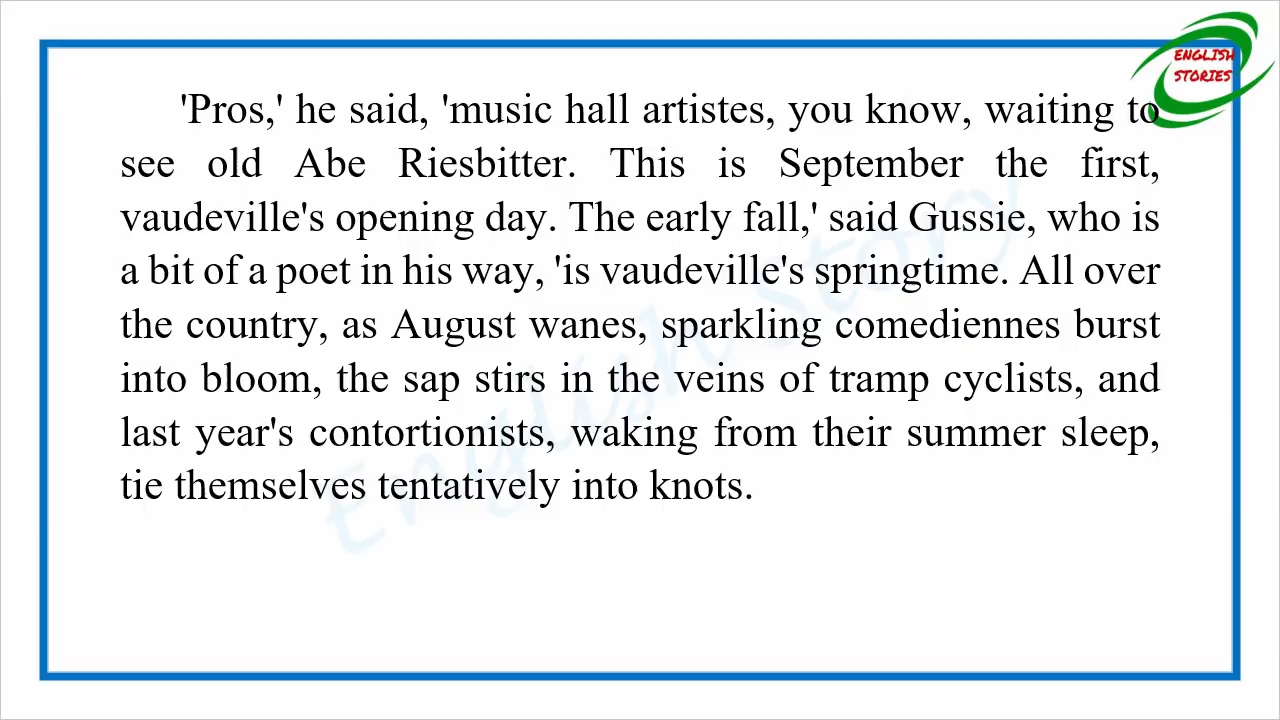 ENGLISH
STORIES
'Pros,' he said, 'music hall artistes, you know, waiting to
see old Abe Riesbitter. This is September the first,
vaudeville's opening day. The early fall,' said Gussie, who is
a bit of a poet in his way, 'is vaudeville's springtime. All over
the country, as August wanes, sparkling comediennes burst
into bloom, the sap stirs in the veins of tramp cyclists, and
last year's contortionists, waking from their summer sleep,
tie themselves tentatively into knots.
English Story